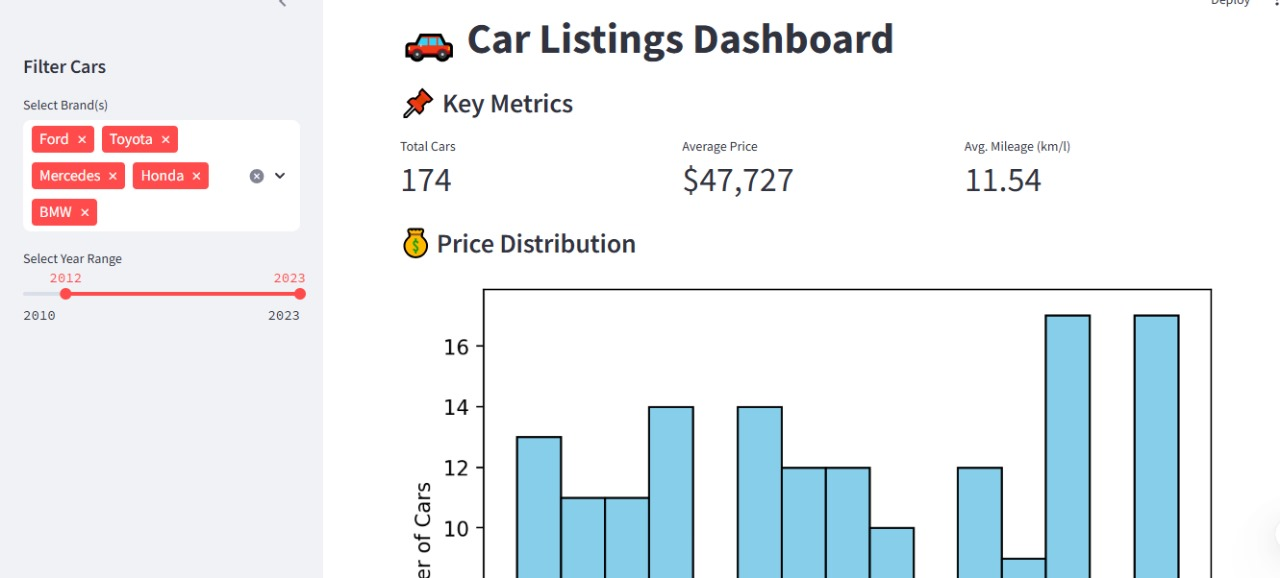 Deploy
Car Listings Dashboard
Filter Cars
Key Metrics
Select Brand(s)
Ford × Toyota ×
Mercedes × Honda ×
BMW ×
Total Cars Average Price Avg. Mileage (km/l)
174 $47,727 11.54
Price Distribution
Select Year Range
2012 2023
2010 2023
16
14
12
10
er of Cars